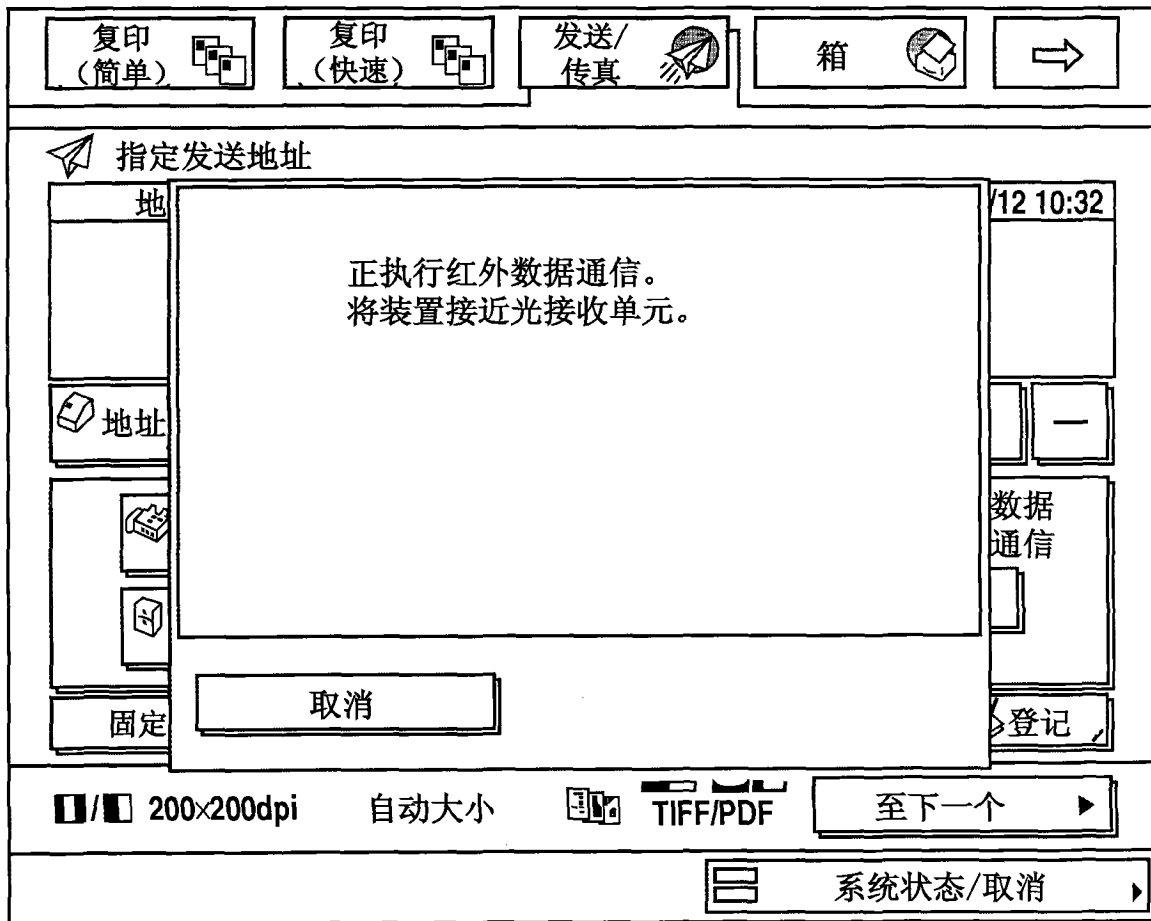 复印
（简单）
复印
（快速）
发送/
传真
箱
指定发送地址
地
/12 10:32
正执行红外数据通信。
将装置接近光接收单元。
地址
数据
通信
取消
固定
登记
200×200dpi
自动大小
TIFF/PDF
至下一个
系统状态/取消